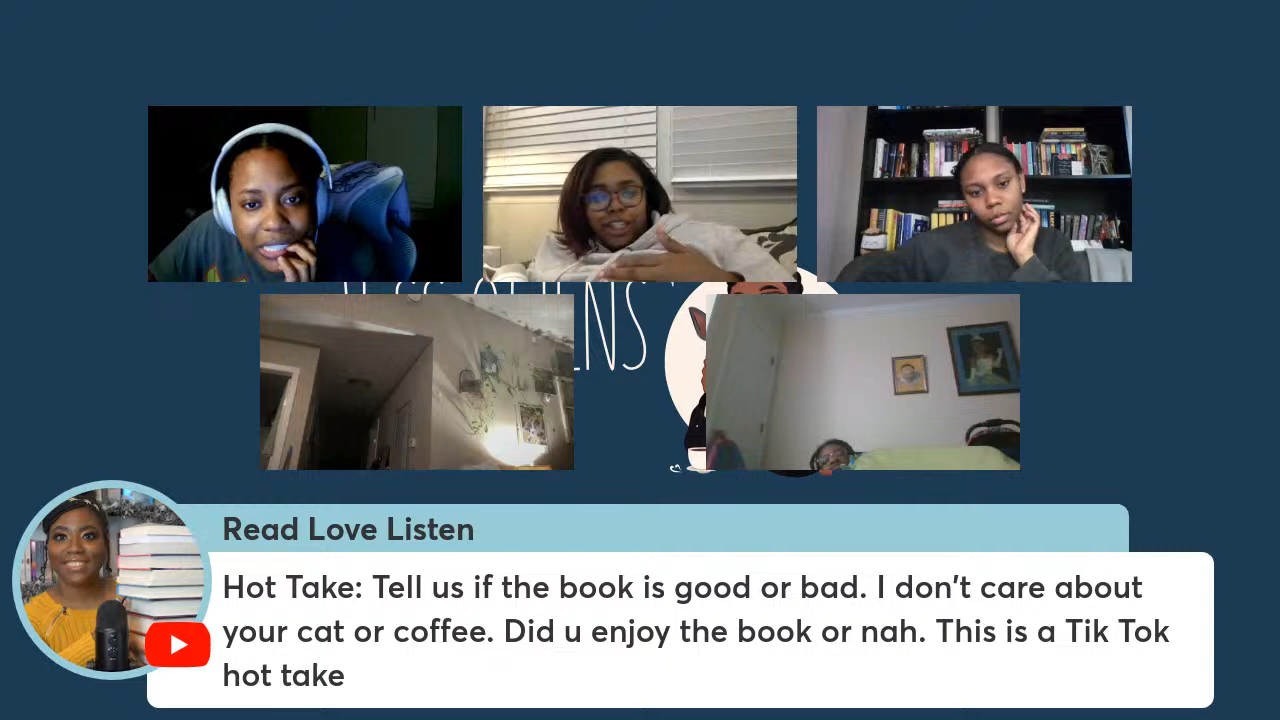 Read Love Listen
Hot Take: Tell us if the book is good or bad. I don't care about
your cat or coffee. Did u enjoy the book or nah. This is a Tik Tok
hot take